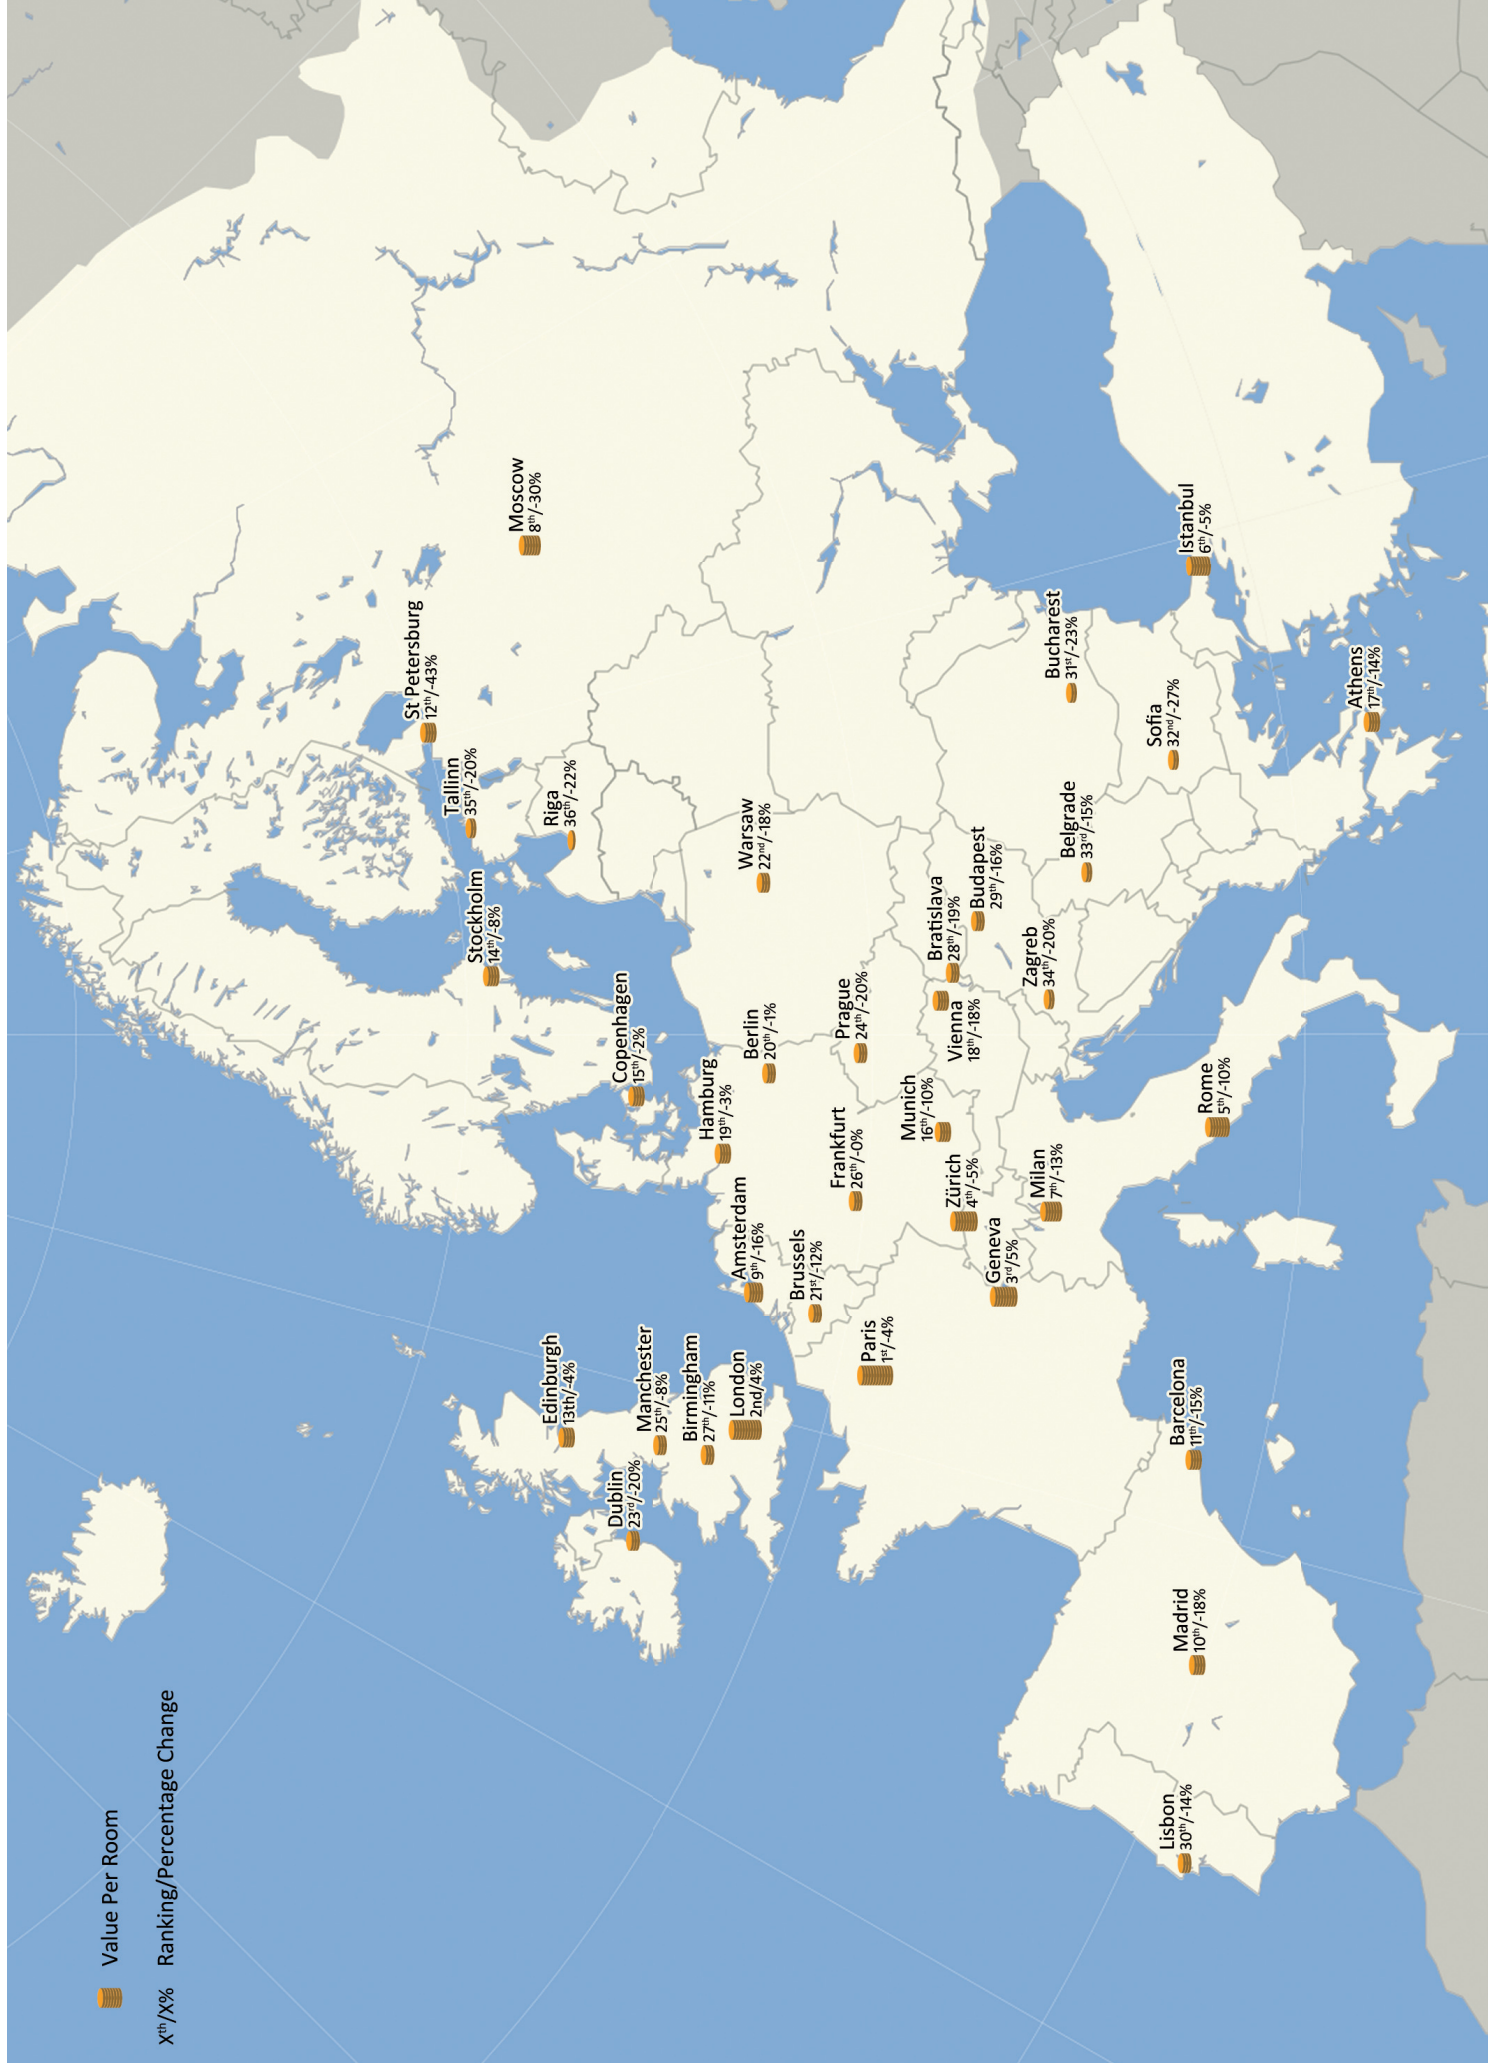 Value Per Room
Xth/X% Ranking/Percentage Change
St Petersburg
12th/-43%
Tallinn
35th/-20%
Stockholm
14th/-8%
Moscow
8th/-30%
Riga
36th/-22%
Edinburgh
13th/-4%
Copenhagen
15th/-2%
Dublin
23rd/-20%
Manchester
25th/-8%
Birmingham
27th/-11%
Hamburg
19th/-3%
London
2nd/4%
Amsterdam
9th/-16%
Berlin
20th/-1%
Warsaw
22nd/-18%
Brussels
21st/-12%
Frankfurt
26th/-0%
Prague
24th/-20%
Paris
1st/-4%
Munich
16th/-10%
Bratislava
28th/-19%
Vienna
18th/-18%
Zürich
4th/-5%
Budapest
29th/-16%
Geneva
3rd/5%
Milan
7th/-13%
Zagreb
34th/-20%
Bucharest
31st/-23%
Belgrade
33rd/-15%
Sofia
32nd/-27%
Lisbon
30th/-14%
Madrid
10th/-18%
Barcelona
11th/-15%
Rome
5th/-10%
Istanbul
6th/-5%
Athens
17th/-14%